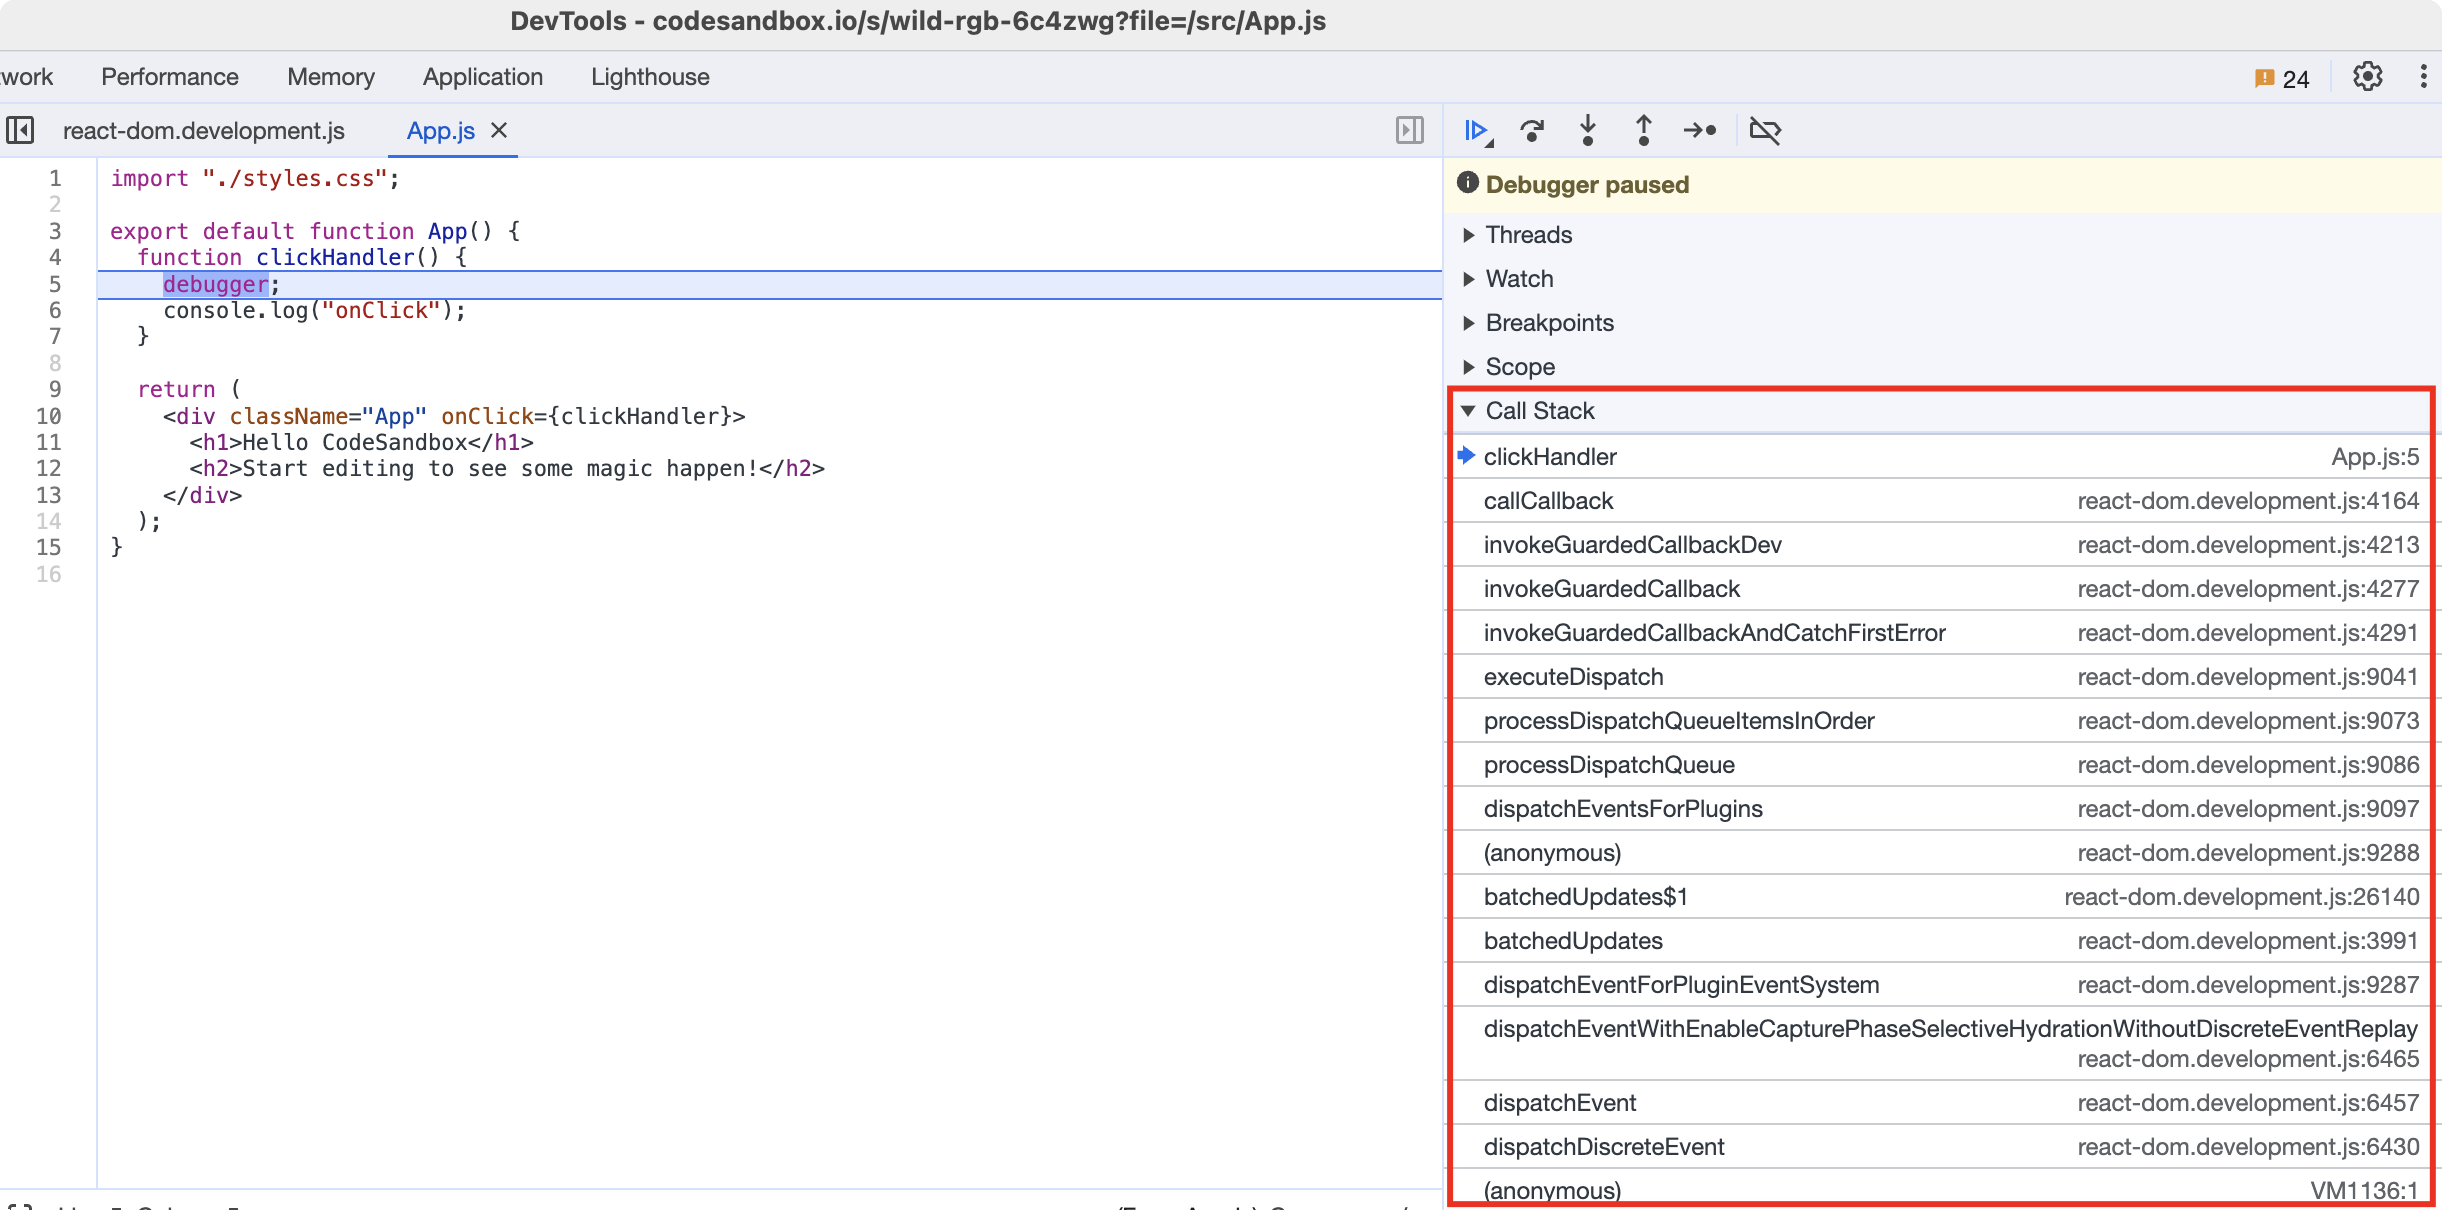 DevTools - codesandbox.io/s/wild-rgb-6c4zwg?file=/src/App.js
work Performance Memory Application Lighthouse 24
react-dom.development.js App.js
1 import "./styles.css";
2
3 export default function App() {
4 function clickHandler() {
5 debugger;
6 console.log("onClick");
7 }
8
9 return (
10 <div className="App" onClick={clickHandler}>
11 <h1>Hello CodeSandbox</h1>
12 <h2>Start editing to see some magic happen!</h2>
13 </div>
14 );
15 }
16
Debugger paused
Threads
Watch
Breakpoints
Scope
Call Stack
clickHandler App.js:5
callCallback react-dom.development.js:4164
invokeGuardedCallbackDev react-dom.development.js:4213
invokeGuardedCallback react-dom.development.js:4277
invokeGuardedCallbackAndCatchFirstError react-dom.development.js:4291
executeDispatch react-dom.development.js:9041
processDispatchQueueItemsInOrder react-dom.development.js:9073
processDispatchQueue react-dom.development.js:9086
dispatchEventsForPlugins react-dom.development.js:9097
(anonymous) react-dom.development.js:9288
batchedUpdates$1 react-dom.development.js:26140
batchedUpdates react-dom.development.js:3991
dispatchEventForPluginEventSystem react-dom.development.js:9287
dispatchEventWithEnableCapturePhaseSelectiveHydrationWithoutDiscreteEventReplay
react-dom.development.js:6465
dispatchEvent react-dom.development.js:6457
dispatchDiscreteEvent react-dom.development.js:6430
(anonymous) VM1136:1